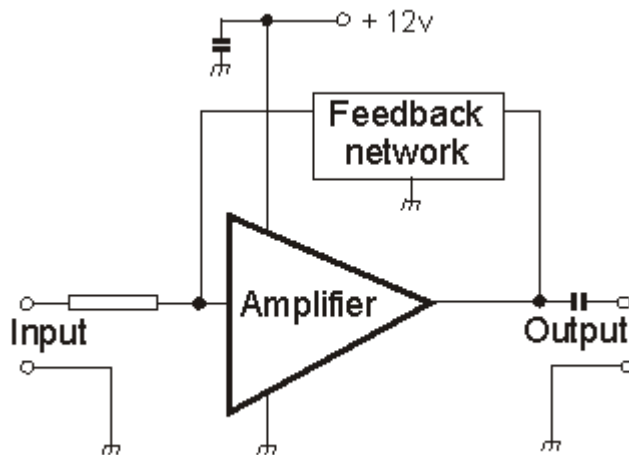 + 12v
Feedback
network
Amplifier
Input
Output